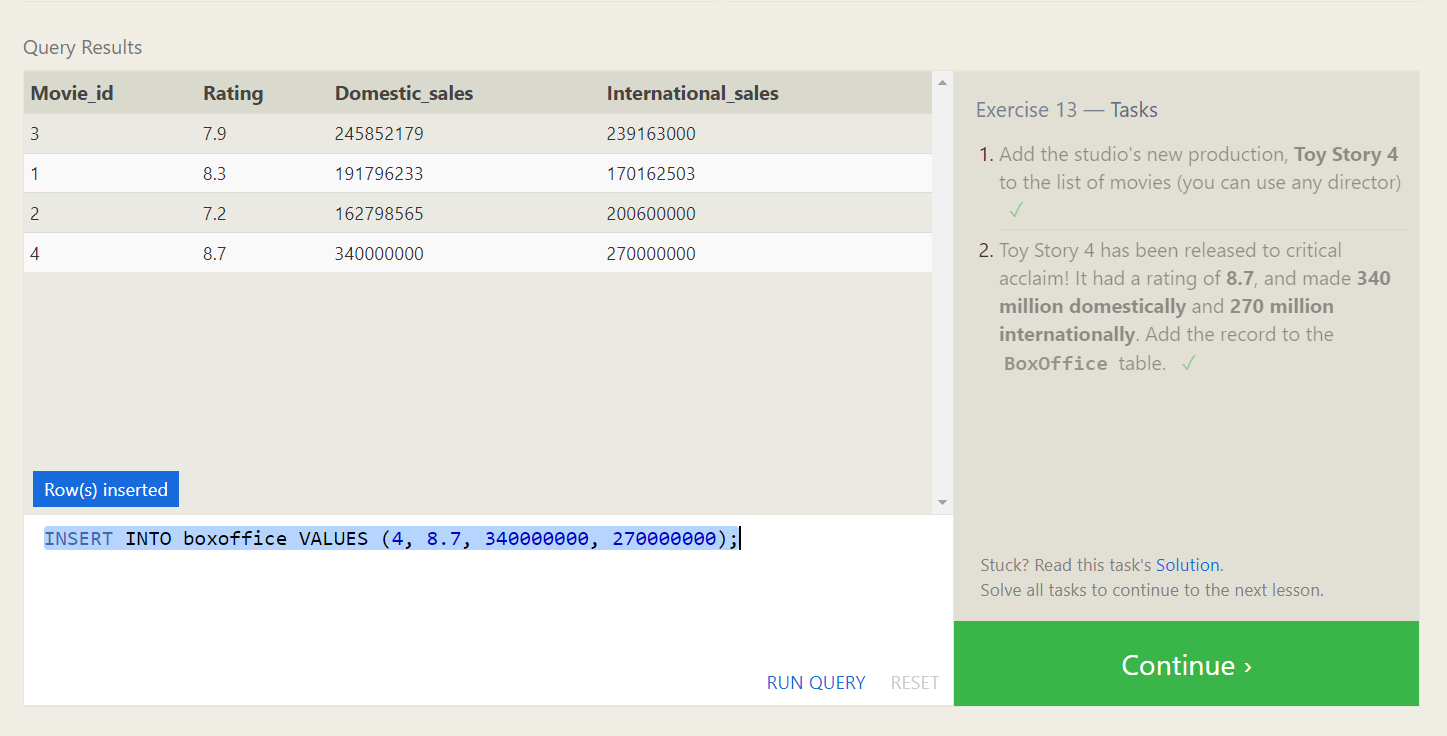 Query Results
Movie_id Rating Domestic_sales International_sales
3 7.9 245852179 239163000
1 8.3 191796233 170162503
2 7.2 162798565 200600000
4 8.7 340000000 270000000
Row(s) inserted
INSERT INTO boxoffice VALUES (4, 8.7, 340000000, 270000000);
RUN QUERY RESET
Exercise 13 — Tasks
1. Add the studio's new production, Toy Story 4
to the list of movies (you can use any director)
✓
2. Toy Story 4 has been released to critical
acclaim! It had a rating of 8.7, and made 340
million domestically and 270 million
internationally. Add the record to the
BoxOffice table. ✓
Stuck? Read this task's Solution.
Solve all tasks to continue to the next lesson.
Continue ›